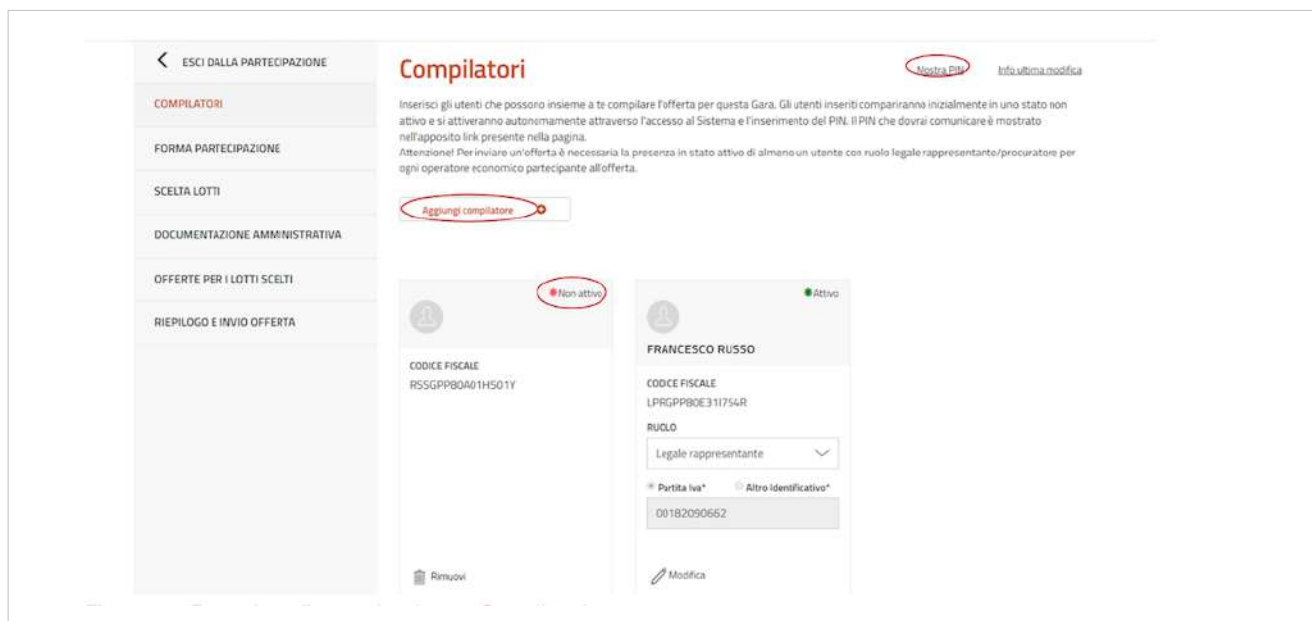 ESCI DALLA PARTECIPAZIONE
COMPILATORI
FORMA PARTECIPAZIONE
SCELTA LOTTI
DOCUMENTAZIONE AMMINISTRATIVA
OFFERTE PER I LOTTI SCELTI
RIEPILOGO E INVIO OFFERTA
Compilatori
Mostra PIN
Info ultima modifica
Inserisci gli utenti che possono insieme a te compilare l'offerta per questa Gara. Gli utenti inseriti compariranno inizialmente in uno stato non
attivo e si attiveranno autonomamente attraverso l'accesso al Sistema e l'inserimento del PIN. Il PIN che dovrai comunicare è mostrato
nell'apposito link presente nella pagina.
Attenzione! Per inviare un'offerta è necessaria la presenza in stato attivo di almeno un utente con ruolo legale rappresentante/procuratore per
ogni operatore economico partecipante all'offerta.
Aggiungi compilatore
Non attivo
CODICE FISCALE
RSSGPP80A01H501Y
Rimuovi
Attivo
FRANCESCO RUSSO
CODICE FISCALE
LPRGPP80E31I754R
RUOLO
Legale rappresentante
Partita Iva* Altro Identificativo*
00182090662
Modifica